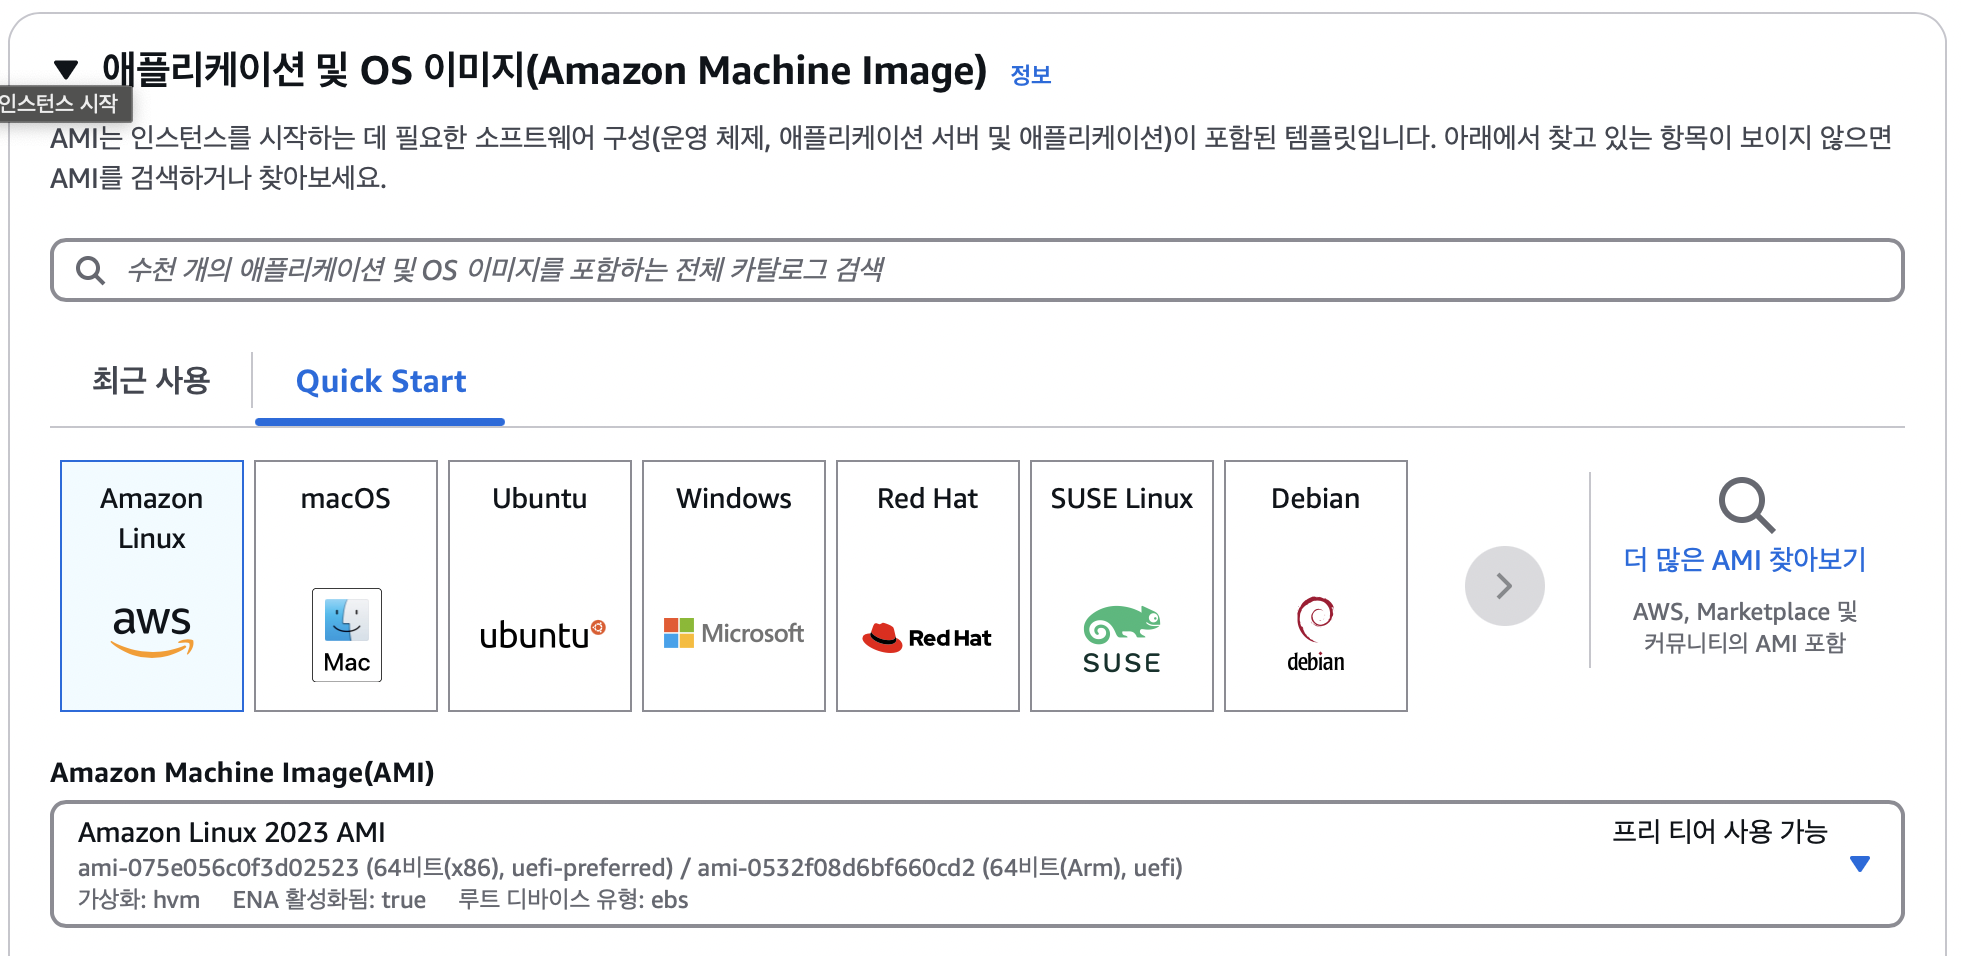 애플리케이션 및 OS 이미지(Amazon Machine Image) 정보
인스턴스 시작
AMI는 인스턴스를 시작하는 데 필요한 소프트웨어 구성(운영 체제, 애플리케이션 서버 및 애플리케이션)이 포함된 템플릿입니다. 아래에서 찾고 있는 항목이 보이지 않으면
AMI를 검색하거나 찾아보세요.
수천 개의 애플리케이션 및 OS 이미지를 포함하는 전체 카탈로그 검색
최근 사용
Quick Start
Amazon
Linux
aws
macOS
Mac
Ubuntu
ubuntu
Windows
Microsoft
Red Hat
Red Hat
SUSE Linux
SUSE
Debian
debian
더 많은 AMI 찾아보기
AWS, Marketplace 및
커뮤니티의 AMI 포함
Amazon Machine Image(AMI)
Amazon Linux 2023 AMI
프리 티어 사용 가능
ami-075e056c0f3d02523 (64비트(x86), uefi-preferred) / ami-0532f08d6bf660cd2 (64비트(Arm), uefi)
가상화: hvm ENA 활성화됨: true 루트 디바이스 유형: ebs